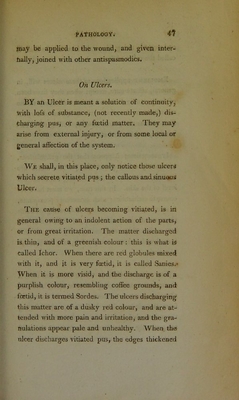 PATHOLOGY. 47
may be applied to the wound, and given inter-
nally, joined with other antispasmodics.
On Ulcers.
BY an Ulcer is meant a solution of continuity,
with loss of substance, (not recently made,) dis-
charging pus, or any fœtid matter. They may
arise from external injury, or from some local or
general affection of the system.
WE shall, in this place, only notice those ulcers
which secrete vitiated pus; the callous and sinuous
Ulcer.
THE cause of ulcers becoming vitiated, is in
general owing to an indolent action of the parts,
or from great irritation. The matter discharged
is thin, and of a greenish colour: this is what is
called Ichor. When there are red globules mixed
with it, and it is very fœtid, it is called Sanies.
When it is more viscid, and the discharge is of a
purplish colour, resembling coffee grounds, and
fœtid, it is termed Sordes. The ulcers discharging
this matter are of a dusky red colour, and are at-
tended with more pain and irritation, and the gra-
nulations appear pale and unhealthy. When the
ulcer discharges vitiated pus, the edges thickened